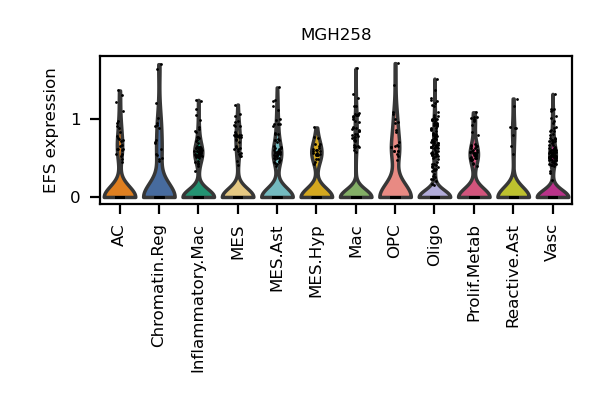 MGH258
EFS expression
1
0
AC
Chromatin.Reg
Inflammatory.Mac
MES
MES.Ast
MES.Hyp
Mac
OPC
Oligo
Prolif.Metab
Reactive.Ast
Vasc